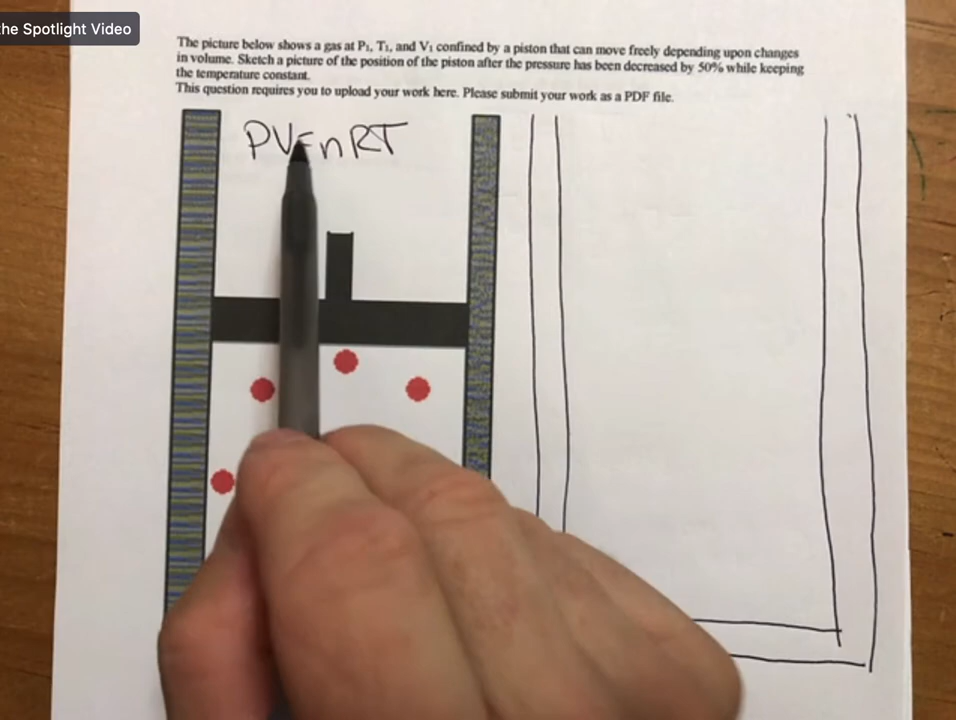 the Spotlight Video
The picture below shows a gas at P₁, T₁, and V₁ confined by a piston that can move freely depending upon changes
in volume. Sketch a picture of the position of the piston after the pressure has been decreased by 50% while keeping
the temperature constant.
This question requires you to upload your work here. Please submit your work as a PDF file.
PV=nRT